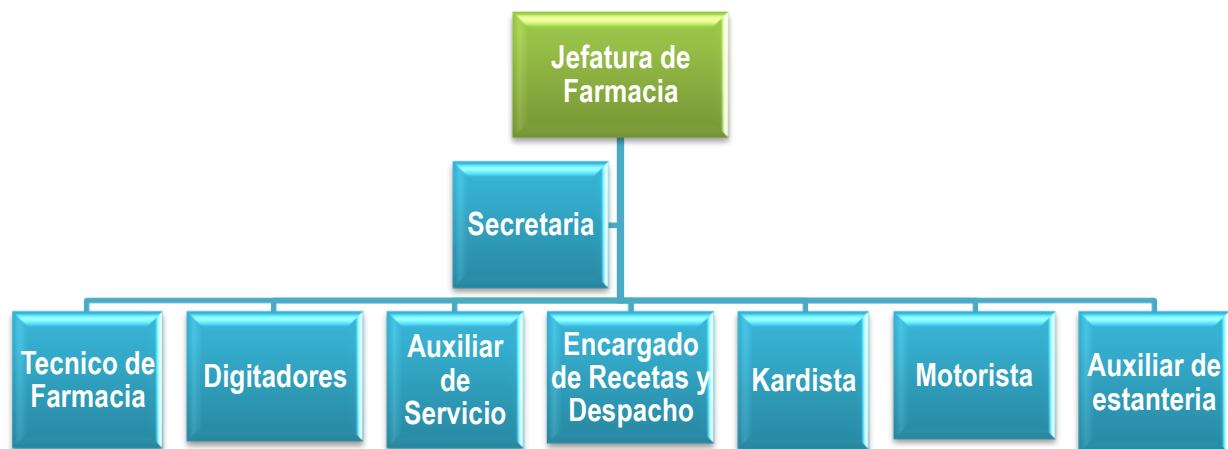 Jefatura de
Farmacia
Secretaria
Tecnico de
Farmacia
Digitadores
Auxiliar
de
Servicio
Encargado
de Recetas y
Despacho
Kardista
Motorista
Auxiliar de
estanteria